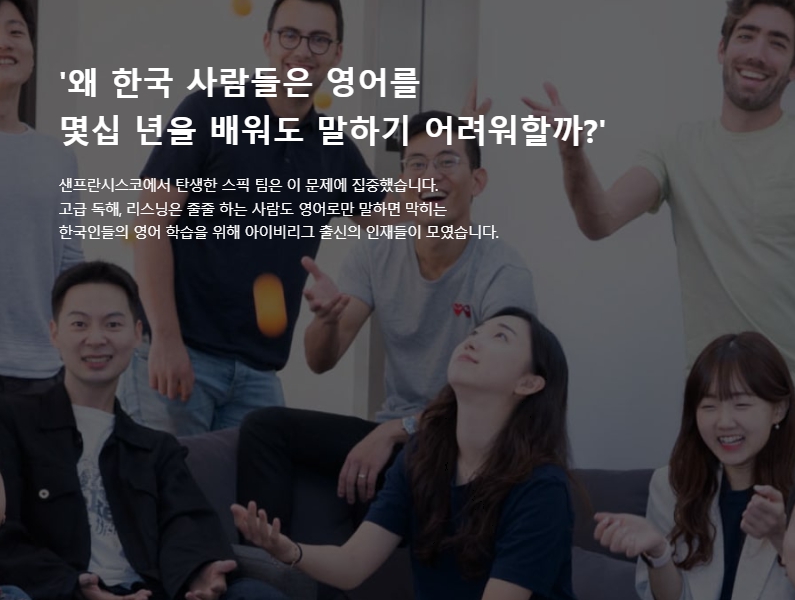 '왜 한국 사람들은 영어를
몇십 년을 배워도 말하기 어려워할까?'
샌프란시스코에서 탄생한 스픽 팀은 이 문제에 집중했습니다.
고급 독해, 리스닝은 줄줄 하는 사람도 영어로만 말하면 막히는
한국인들의 영어 학습을 위해 아이비리그 출신의 인재들이 모였습니다.